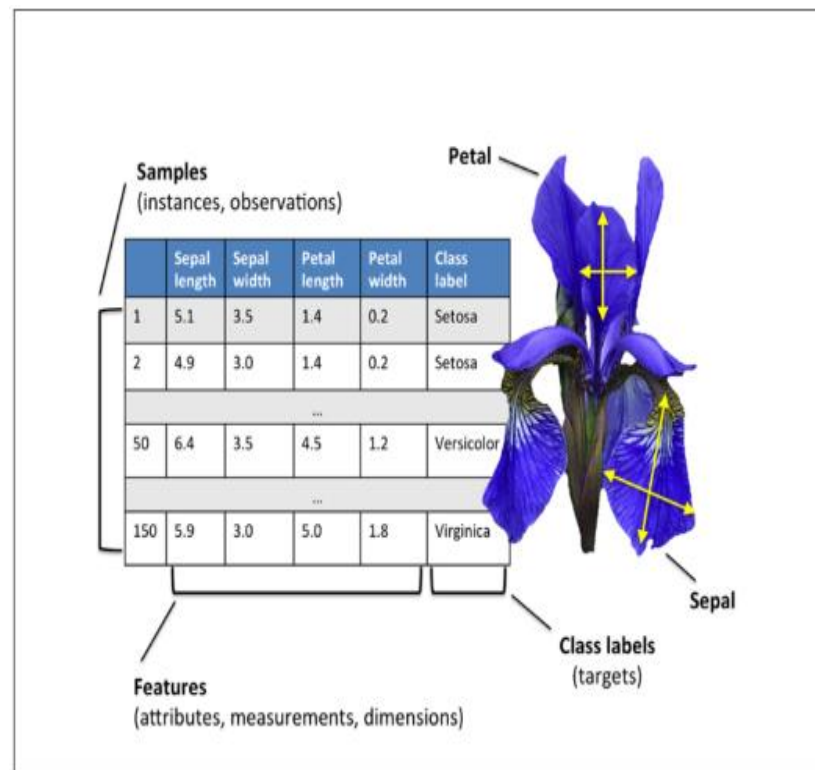 Petal
Samples
(instances, observations)
Sepal length Sepal width Petal length Petal width Class label
1 5.1 3.5 1.4 0.2 Setosa
2 4.9 3.0 1.4 0.2 Setosa
...
50 6.4 3.5 4.5 1.2 Versicolor
...
150 5.9 3.0 5.0 1.8 Virginica
Sepal
Class labels
(targets)
Features
(attributes, measurements, dimensions)